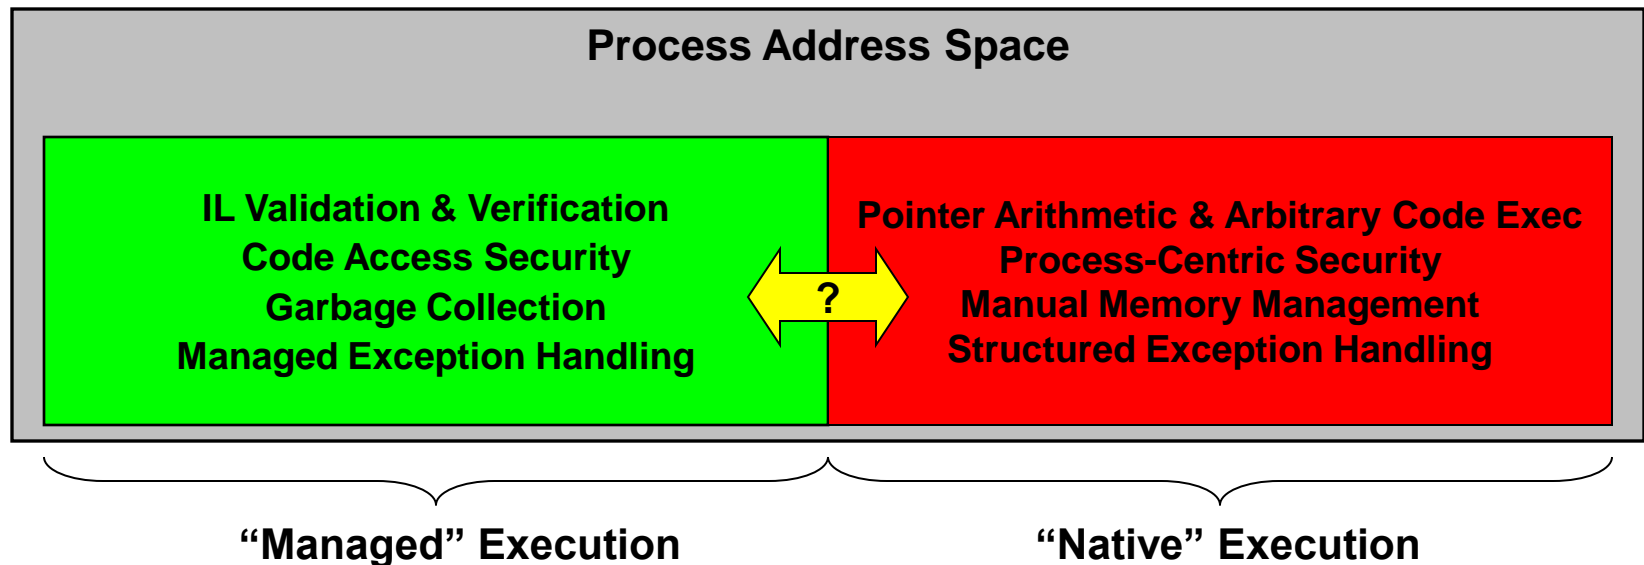 Process Address Space
IL Validation & Verification
Code Access Security
Garbage Collection
Managed Exception Handling
?
Pointer Arithmetic & Arbitrary Code Exec
Process-Centric Security
Manual Memory Management
Structured Exception Handling
“Managed” Execution
“Native” Execution